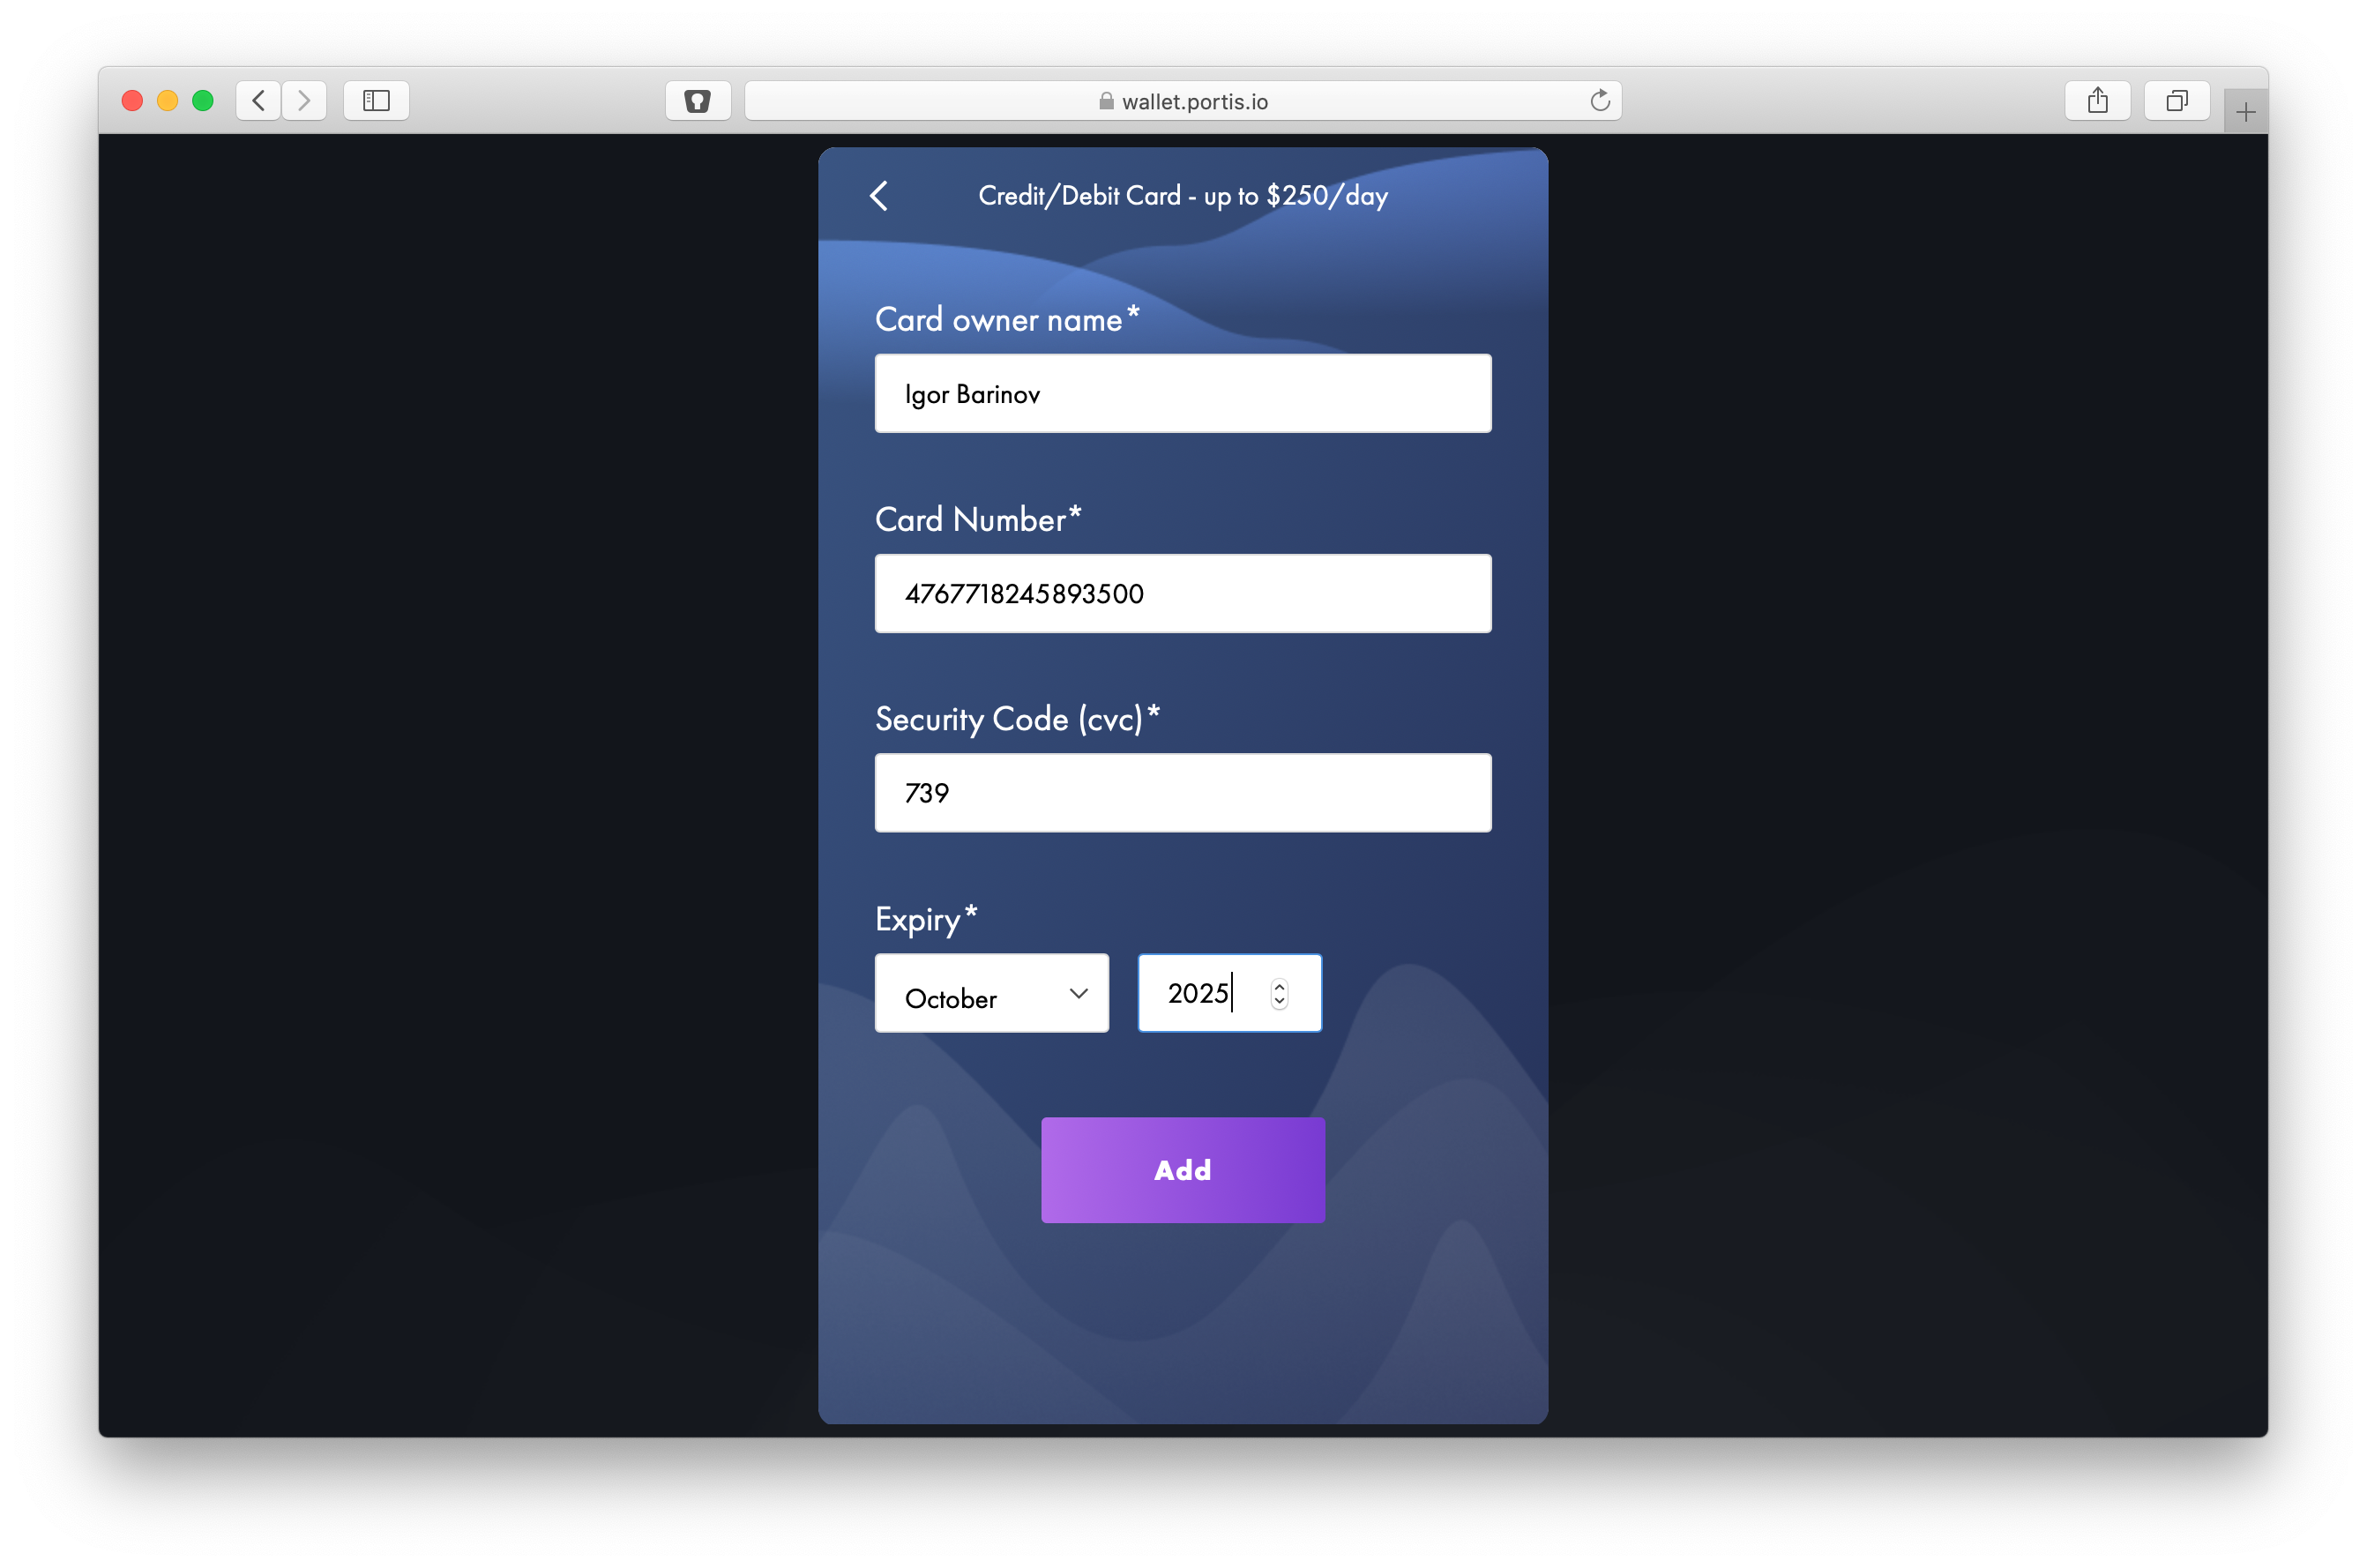 wallet.portis.io
Credit/Debit Card - up to $250/day
Card owner name*
Igor Barinov
Card Number*
4767718245893500
Security Code (cvc)*
739
Expiry*
October 2025
Add